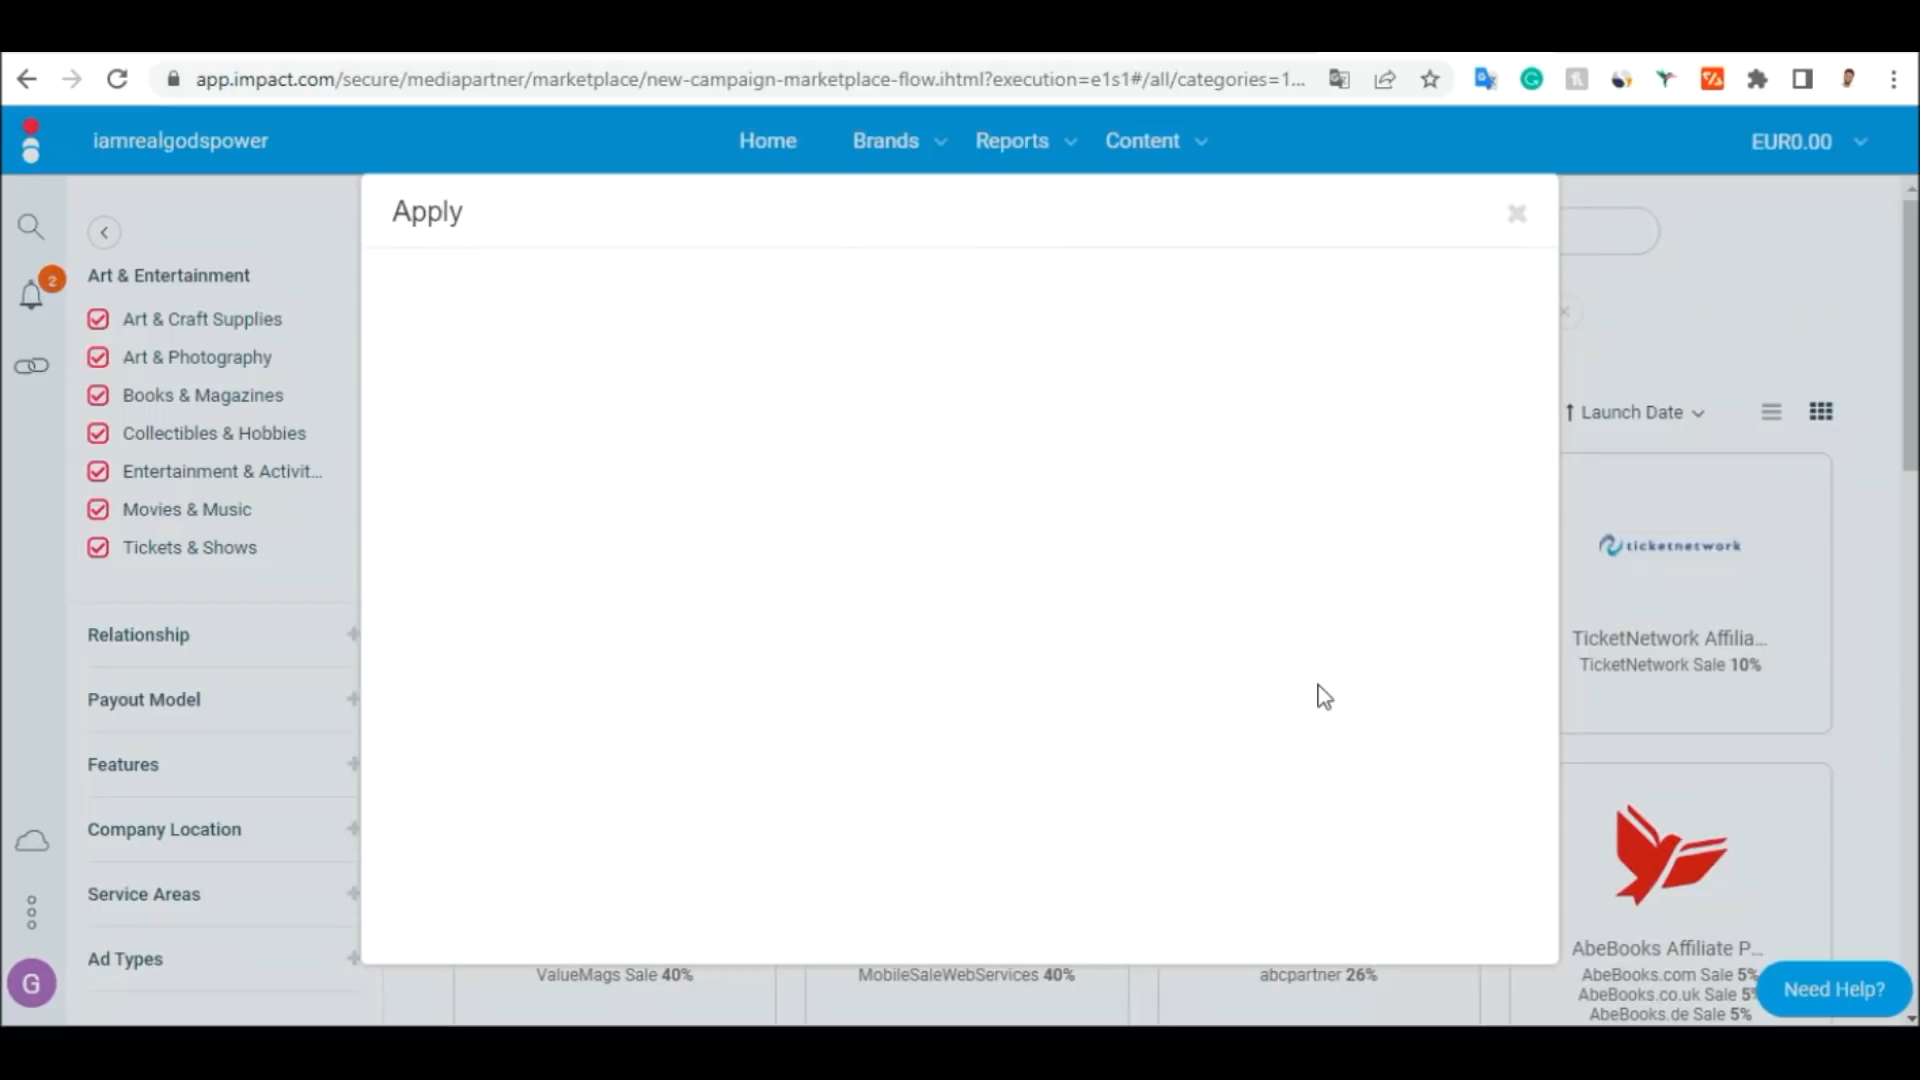 app.impact.com/secure/mediapartner/marketplace/new-campaign-marketplace-flow.ihtml?execution=e1s1#/all/categories=1...
iamrealgodspower
Home
Brands
Reports
Content
EUR0.00
Apply
2
Art & Entertainment
Art & Craft Supplies
Art & Photography
Books & Magazines
Collectibles & Hobbies
Entertainment & Activit...
Movies & Music
Tickets & Shows
Relationship
Payout Model
Features
Company Location
Service Areas
Ad Types
G
Launch Date
ticketnetwork
TicketNetwork Affilia...
TicketNetwork Sale 10%
AbeBooks Affiliate P...
AbeBooks.com Sale 5%
AbeBooks.co.uk Sale 5%
AbeBooks.de Sale 5%
ValueMags Sale 40%
MobileSaleWebServices 40%
abcpartner 26%
Need Help?